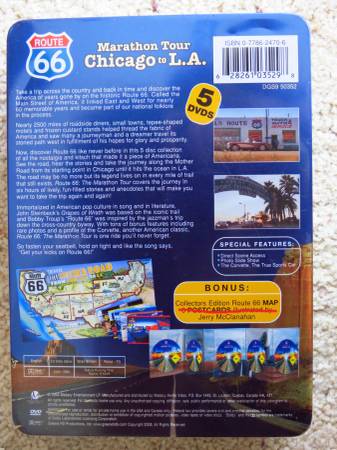 ROUTE
66
Marathon Tour
Chicago to L.A.
ISBN 0-7786-2470-6
6 28261 03529 8
DGS9 90352
5
DVDS
Take a trip across the country and back in time and discover the
America of years gone by on the historic Route 66. Called the
Main Street of America, it linked East and West for nearly
60 memorable years and became part of our national folklore
in the process.
Nearly 2500 miles of roadside diners, small towns, tepee-shaped
motels and frozen custard stands helped thread the fabric of
America and saw many a journeyman and a dreamer travel its
storied path west in fulfillment of his hopes for glory and prosperity.
Now, discover Route 66 like never before in this 5 disc collection
of all the nostalgia and kitsch that made it a piece of Americana.
See the road, hear the stories and take the journey along the Mother
Road from its starting point in Chicago until it hits the ocean in L.A.
The road may be no more but its legend lives on in every mile of trail
that still exists. Route 66: The Marathon Tour covers the journey in
six hours of lively, fun-filled stories and anecdotes that will make you
want to take the trip again and again!
Immortalized in American pop culture in song and in literature,
John Steinbeck's Grapes of Wrath was based on the iconic trail
and Bobby Troup's "Route 66" was inspired by the jazzman's trip
down the cross-country byway. With tons of bonus features including
rare photos and a profile of the Corvette, another American classic,
Route 66: The Marathon Tour is one ride you'll never forget.
So fasten your seatbelt, hold on tight and like the song says,
"Get your kicks on Route 66!"
SPECIAL FEATURES:
• Direct Scene Access
• Photo Slide Show
• The Corvette, The True Sports Car
BONUS:
Collectors Edition Route 66 MAP
POSTCARDS illustrated by
Jerry McClanahan
66
English
DVD